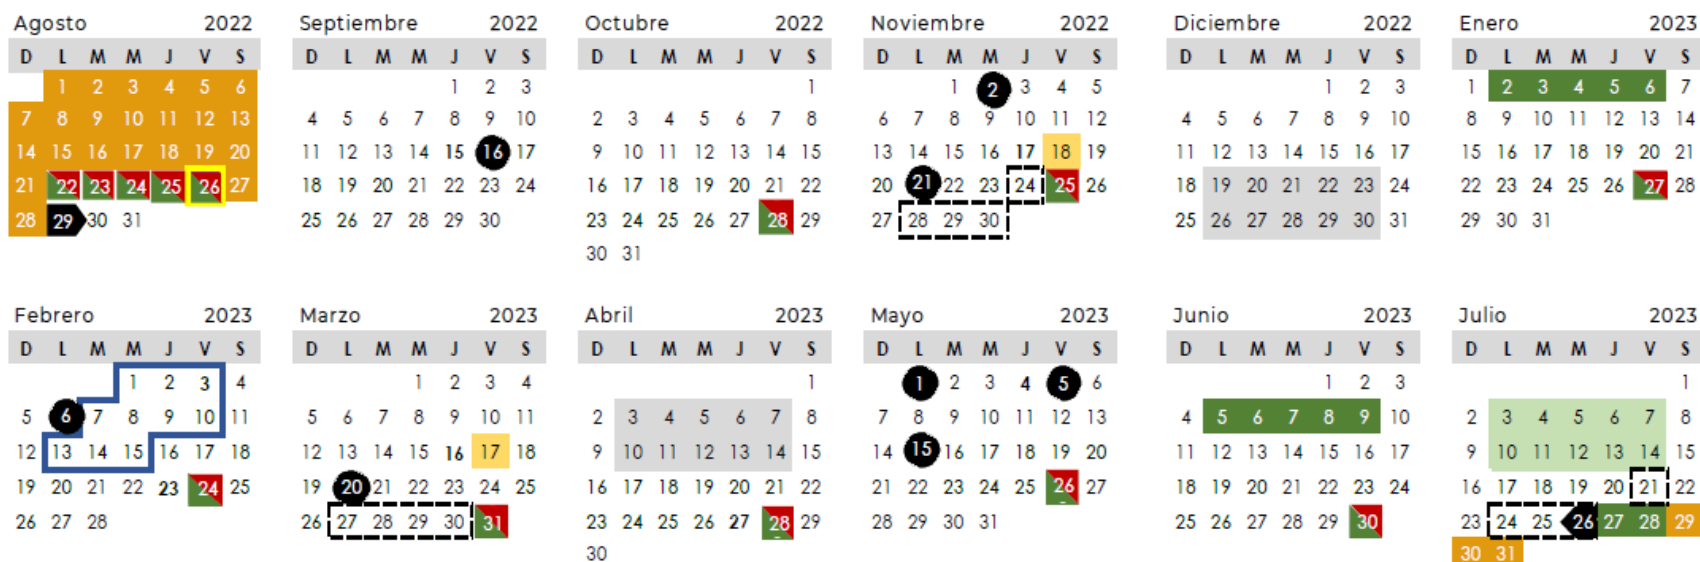 Agosto 2022 Septiembre 2022 Octubre 2022 Noviembre 2022 Diciembre 2022 Enero 2023
D L M M J V S D L M M J V S D L M M J V S D L M M J V S D L M M J V S D L M M J V S
1 2 3 4 5 6 1 2 3 1 1 2 3 4 5 1 2 3 1 2 3 4 5 6 7
7 8 9 10 11 12 13 4 5 6 7 8 9 10 2 3 4 5 6 7 8 6 7 8 9 10 11 12 4 5 6 7 8 9 10 8 9 10 11 12 13 14
14 15 16 17 18 19 20 11 12 13 14 15 16 17 9 10 11 12 13 14 15 13 14 15 16 17 18 19 11 12 13 14 15 16 17 15 16 17 18 19 20 21
21 22 23 24 25 26 27 18 19 20 21 22 23 24 16 17 18 19 20 21 22 20 21 22 23 24 25 26 18 19 20 21 22 23 24 22 23 24 25 26 27 28
28 29 30 31 25 26 27 28 29 30 23 24 25 26 27 28 29 27 28 29 30 25 26 27 28 29 30 31 29 30 31
30 31
Febrero 2023 Marzo 2023 Abril 2023 Mayo 2023 Junio 2023 Julio 2023
D L M M J V S D L M M J V S D L M M J V S D L M M J V S D L M M J V S D L M M J V S
1 2 3 4 1 2 3 4 1 1 2 3 4 5 6 1 2 3 1
5 6 7 8 9 10 11 5 6 7 8 9 10 11 2 3 4 5 6 7 8 7 8 9 10 11 12 13 4 5 6 7 8 9 10 2 3 4 5 6 7 8
12 13 14 15 16 17 18 12 13 14 15 16 17 18 9 10 11 12 13 14 15 14 15 16 17 18 19 20 11 12 13 14 15 16 17 9 10 11 12 13 14 15
19 20 21 22 23 24 25 19 20 21 22 23 24 25 16 17 18 19 20 21 22 21 22 23 24 25 26 27 18 19 20 21 22 23 24 16 17 18 19 20 21 22
26 27 28 26 27 28 29 30 31 23 24 25 26 27 28 29 28 29 30 31 25 26 27 28 29 30 23 24 25 26 27 28 29
30 30 31